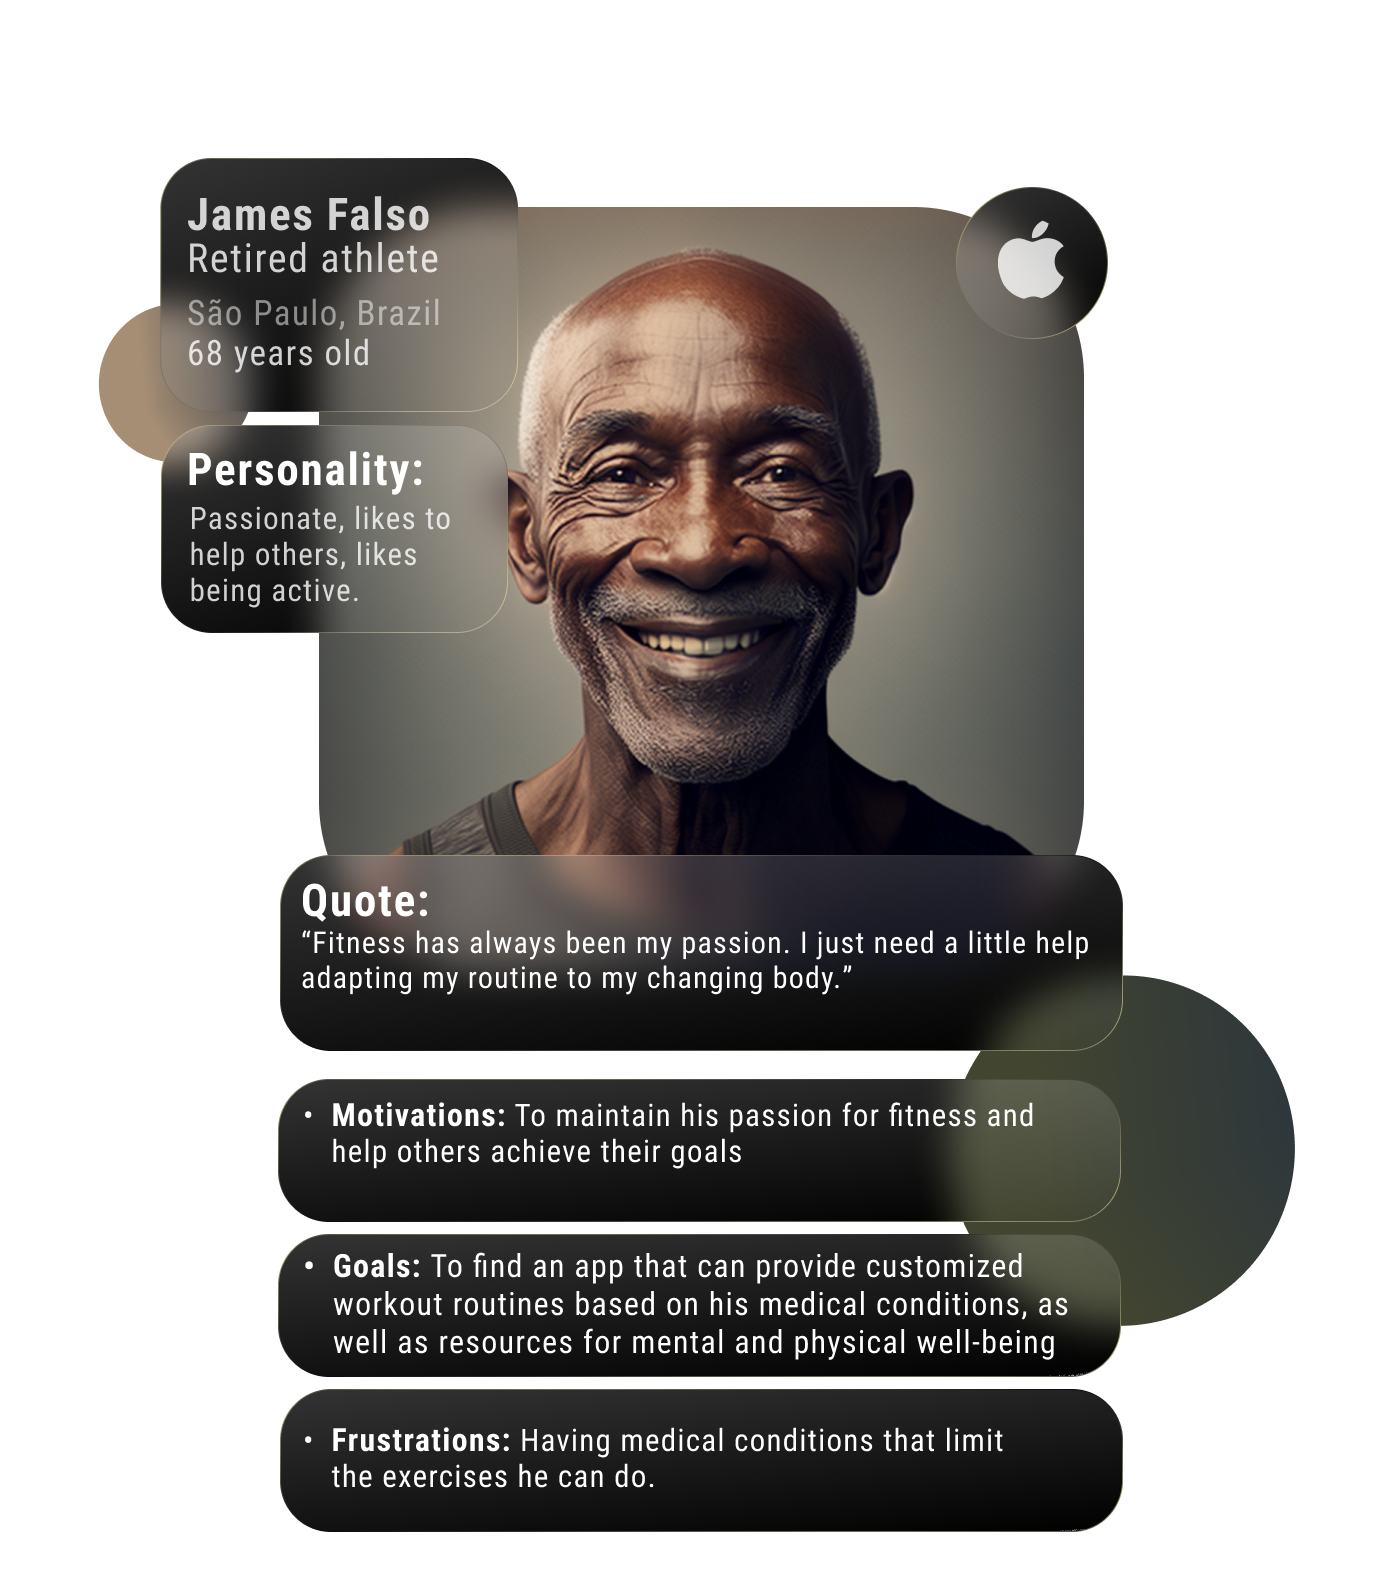 James Falso
Retired athlete
São Paulo, Brazil
68 years old
Personality:
Passionate, likes to
help others, likes
being active.
Quote:
“Fitness has always been my passion. I just need a little help
adapting my routine to my changing body.”
• Motivations: To maintain his passion for fitness and
help others achieve their goals
• Goals: To find an app that can provide customized
workout routines based on his medical conditions, as
well as resources for mental and physical well-being
• Frustrations: Having medical conditions that limit
the exercises he can do.